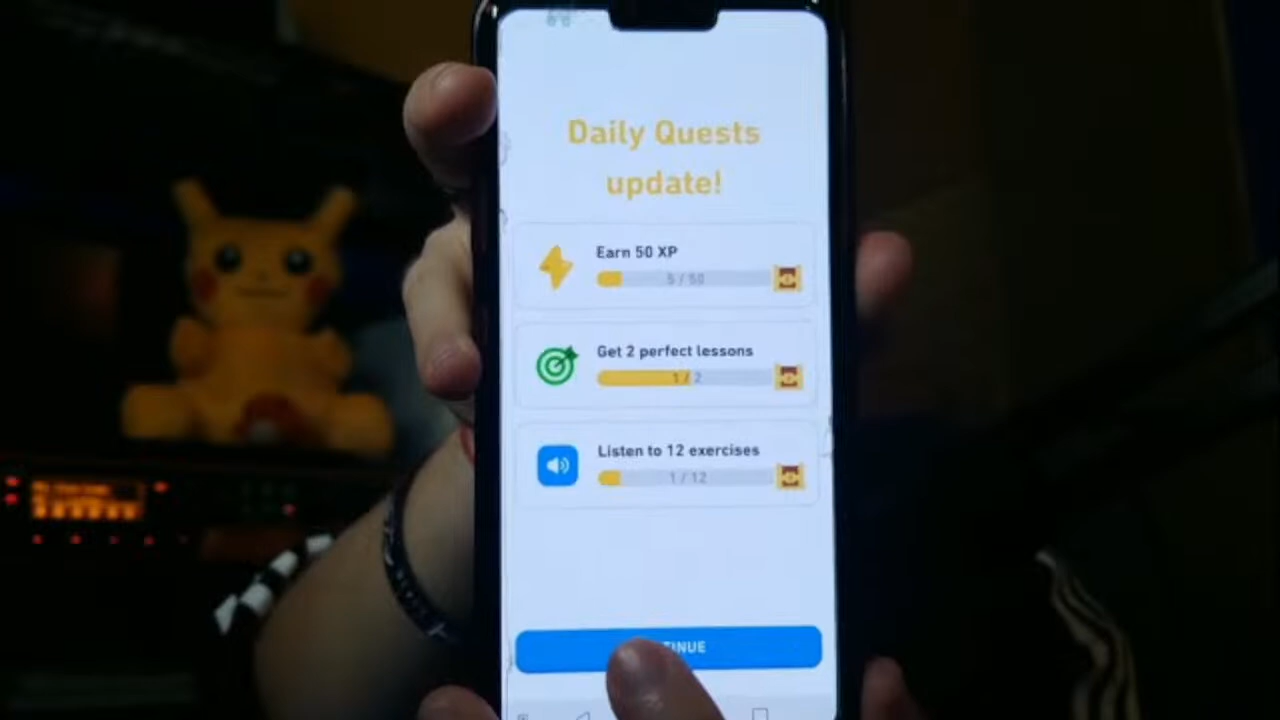 Daily Quests
update!
Earn 50 XP
5 / 50
Get 2 perfect lessons
1 / 2
Listen to 12 exercises
1 / 12
TINUE